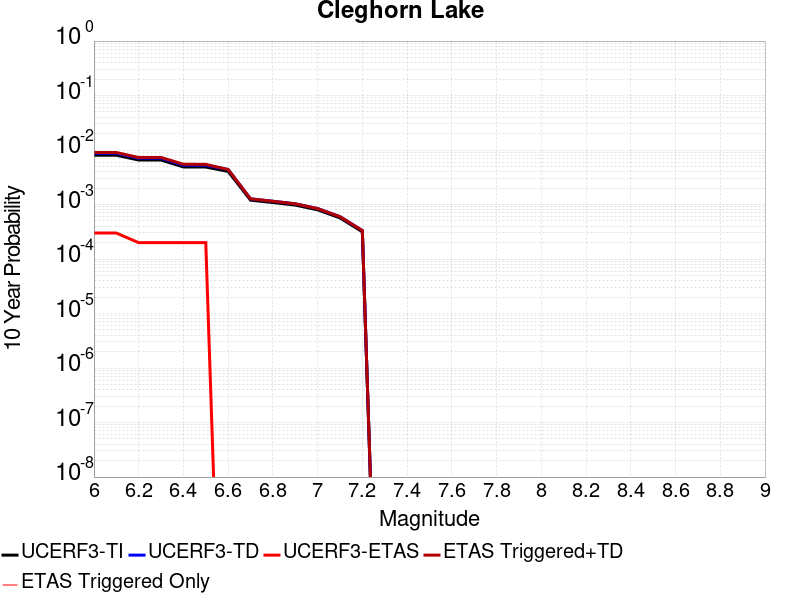 Cleghorn Lake
10 0
10 -1
10 -2
10 -3
10 -4
10 -5
10 -6
10 -7
10 -8
10 Year Probability
6 6.2 6.4 6.6 6.8 7 7.2 7.4 7.6 7.8 8 8.2 8.4 8.6 8.8 9
Magnitude
UCERF3-TI UCERF3-TD UCERF3-ETAS ETAS Triggered+TD
ETAS Triggered Only